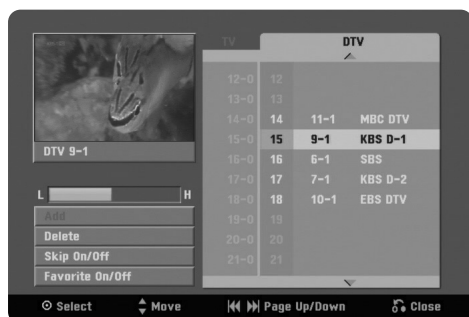 TV DTV
12-0 12
13-0 13
14-0 14 11-1 MBC DTV
15-0 15 9-1 KBS D-1
16-0 16 6-1 SBS
17-0 17 7-1 KBS D-2
18-0 18 10-1 EBS DTV
19-0 19
20-0 20
21-0 21
DTV 9-1
L H
Add
Delete
Skip On/Off
Favorite On/Off
Select Move Page Up/Down Close